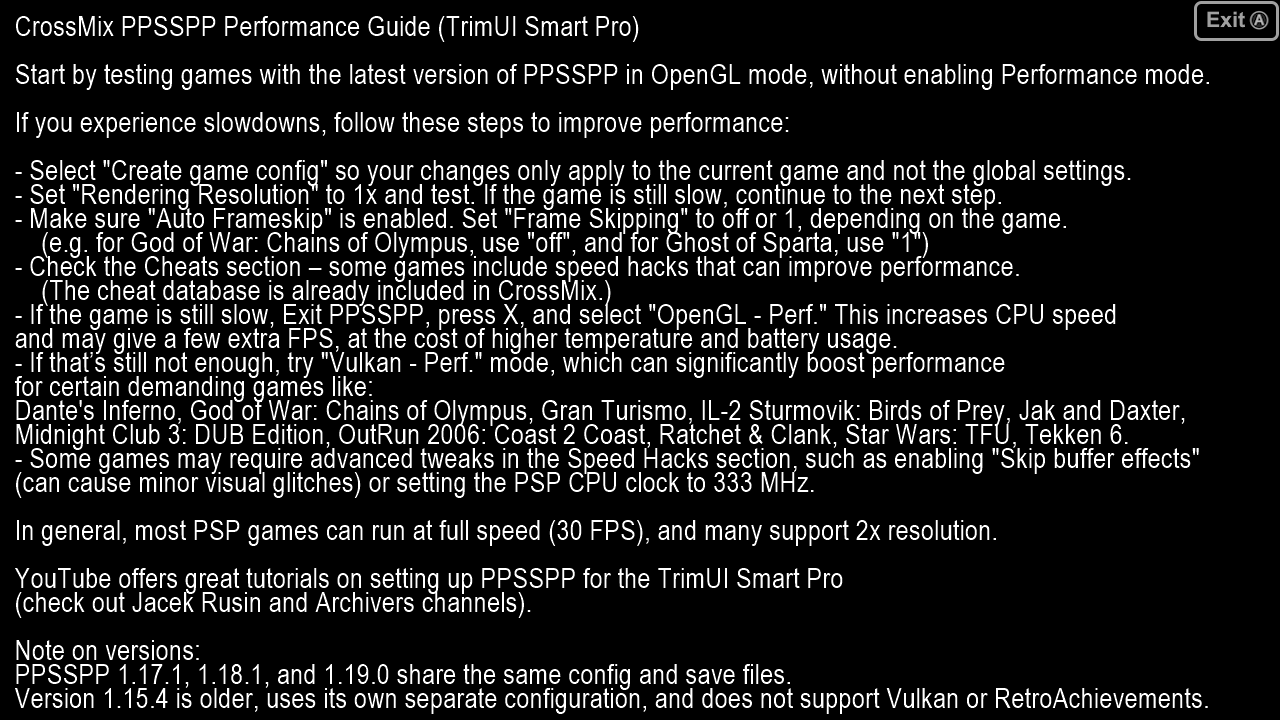 CrossMix PPSSPP Performance Guide (TrimUI Smart Pro)
Exit Ⓐ
Start by testing games with the latest version of PPSSPP in OpenGL mode, without enabling Performance mode.
If you experience slowdowns, follow these steps to improve performance:
- Select "Create game config" so your changes only apply to the current game and not the global settings.
- Set "Rendering Resolution" to 1x and test. If the game is still slow, continue to the next step.
- Make sure "Auto Frameskip" is enabled. Set "Frame Skipping" to off or 1, depending on the game.
(e.g. for God of War: Chains of Olympus, use "off", and for Ghost of Sparta, use "1")
- Check the Cheats section – some games include speed hacks that can improve performance.
(The cheat database is already included in CrossMix.)
- If the game is still slow, Exit PPSSPP, press X, and select "OpenGL - Perf." This increases CPU speed
and may give a few extra FPS, at the cost of higher temperature and battery usage.
- If that’s still not enough, try "Vulkan - Perf." mode, which can significantly boost performance
for certain demanding games like:
Dante's Inferno, God of War: Chains of Olympus, Gran Turismo, IL-2 Sturmovik: Birds of Prey, Jak and Daxter,
Midnight Club 3: DUB Edition, OutRun 2006: Coast 2 Coast, Ratchet & Clank, Star Wars: TFU, Tekken 6.
- Some games may require advanced tweaks in the Speed Hacks section, such as enabling "Skip buffer effects"
(can cause minor visual glitches) or setting the PSP CPU clock to 333 MHz.
In general, most PSP games can run at full speed (30 FPS), and many support 2x resolution.
YouTube offers great tutorials on setting up PPSSPP for the TrimUI Smart Pro
(check out Jacek Rusin and Archivers channels).
Note on versions:
PPSSPP 1.17.1, 1.18.1, and 1.19.0 share the same config and save files.
Version 1.15.4 is older, uses its own separate configuration, and does not support Vulkan or RetroAchievements.